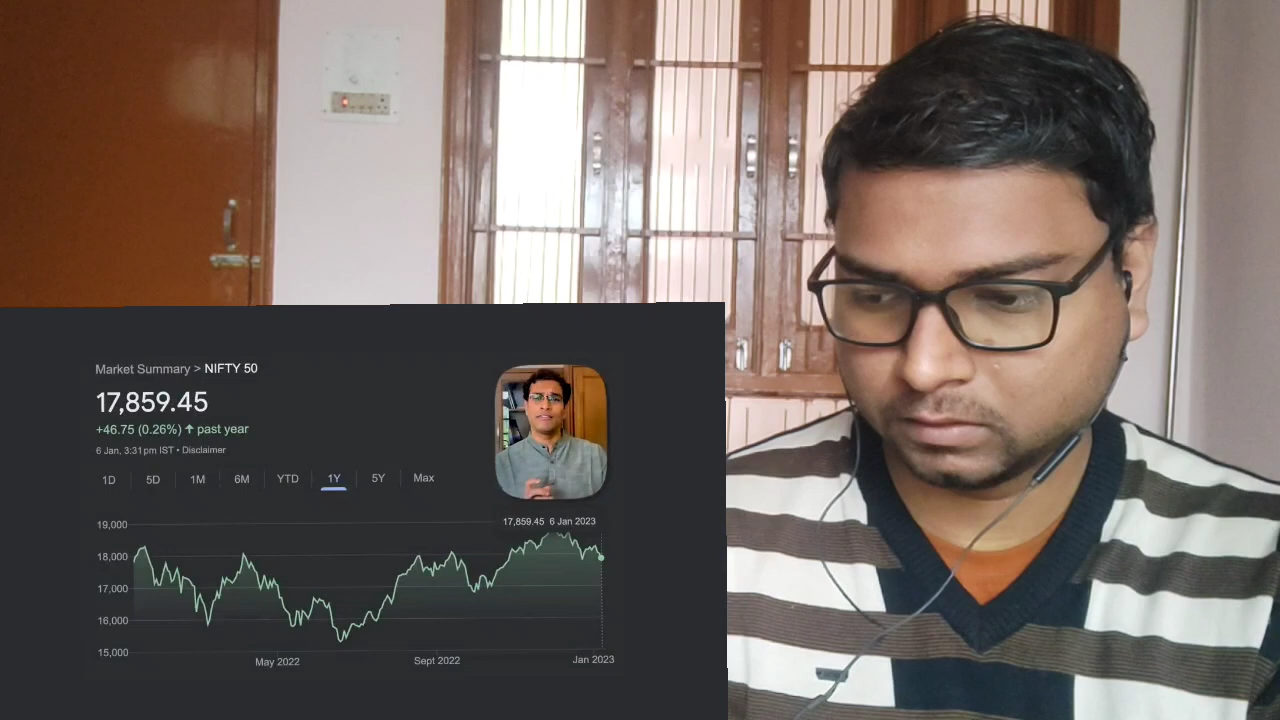 Market Summary > NIFTY 50
17,859.45
+46.75 (0.26%) ↑ past year
6 Jan, 3:31 pm IST • Disclaimer
1D 5D 1M 6M YTD 1Y 5Y Max
17,859.45 6 Jan 2023
19,000
18,000
17,000
16,000
15,000
May 2022 Sept 2022 Jan 2023